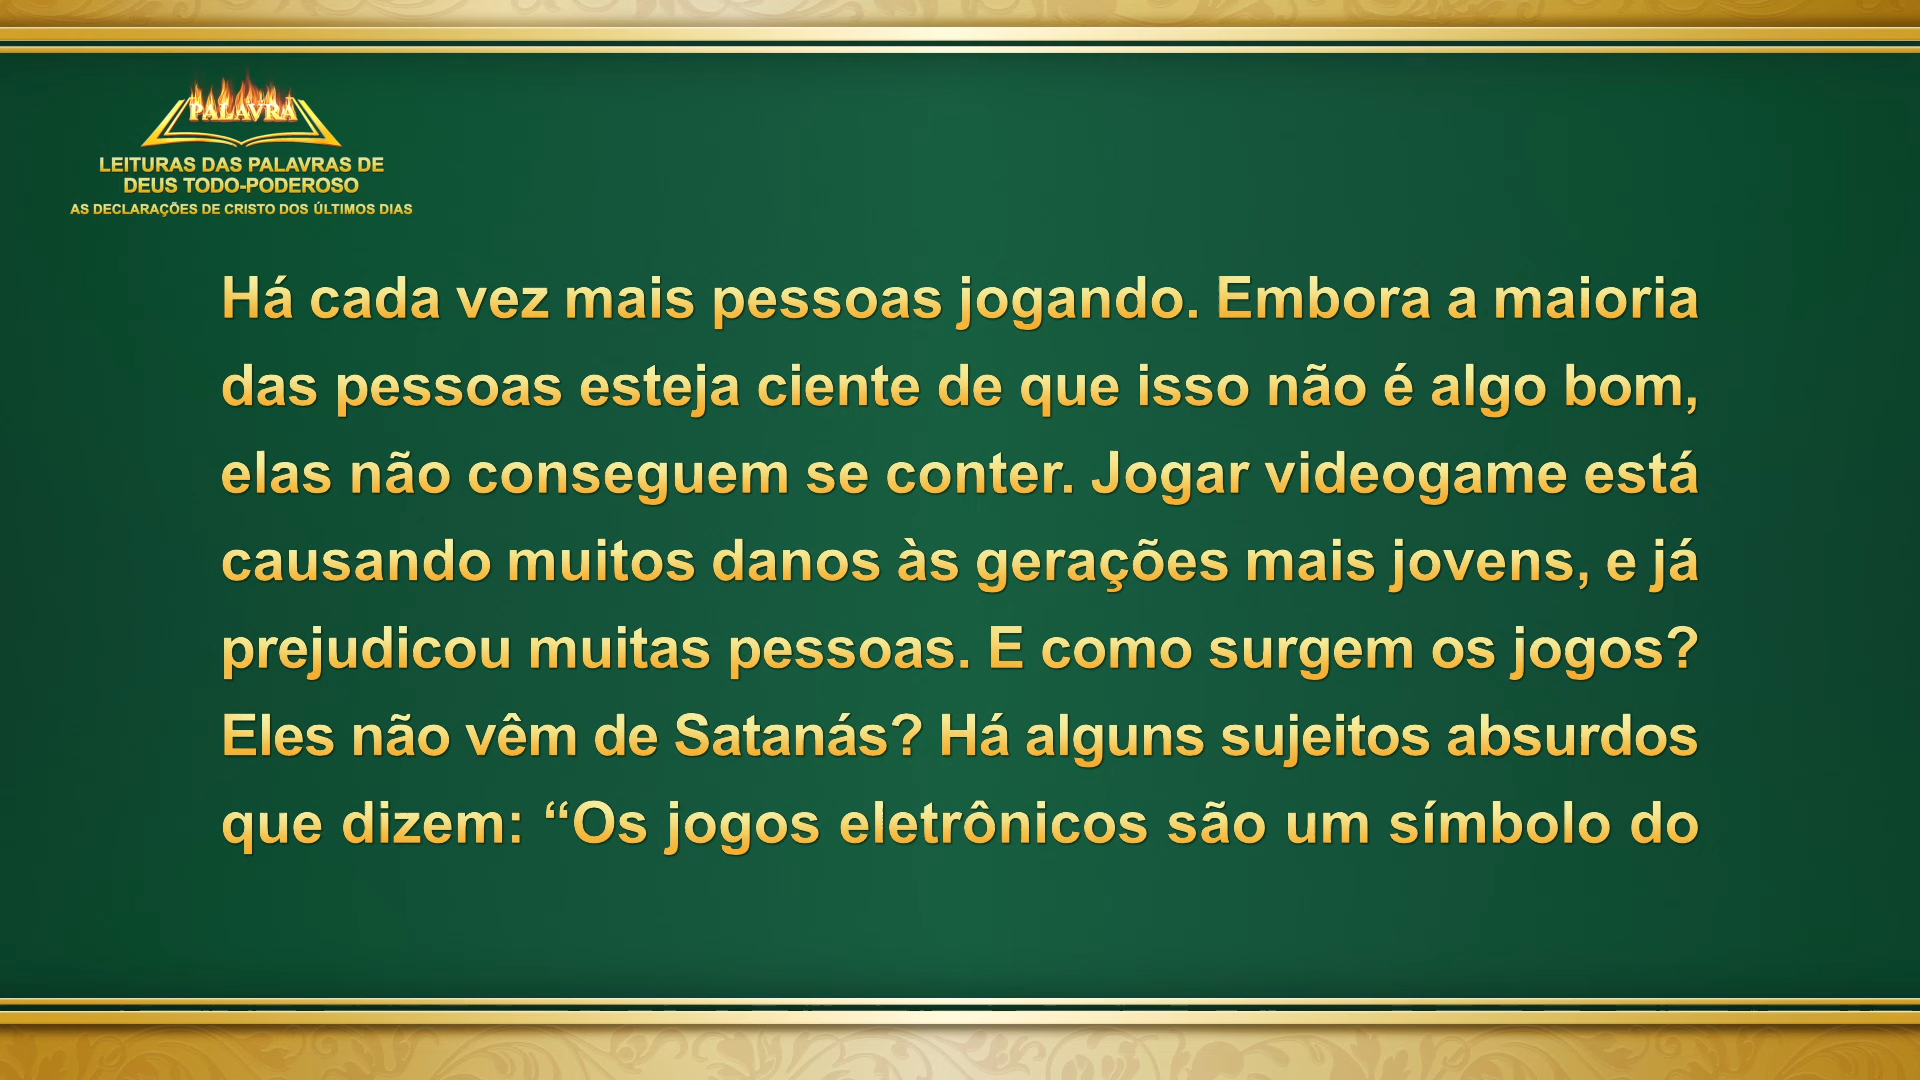 PALAVRA
LEITURAS DAS PALAVRAS DE
DEUS TODO-PODEROSO
AS DECLARAÇÕES DE CRISTO DOS ÚLTIMOS DIAS
Há cada vez mais pessoas jogando. Embora a maioria
das pessoas esteja ciente de que isso não é algo bom,
elas não conseguem se conter. Jogar videogame está
causando muitos danos às gerações mais jovens, e já
prejudicou muitas pessoas. E como surgem os jogos?
Eles não vêm de Satanás? Há alguns sujeitos absurdos
que dizem: “Os jogos eletrônicos são um símbolo do